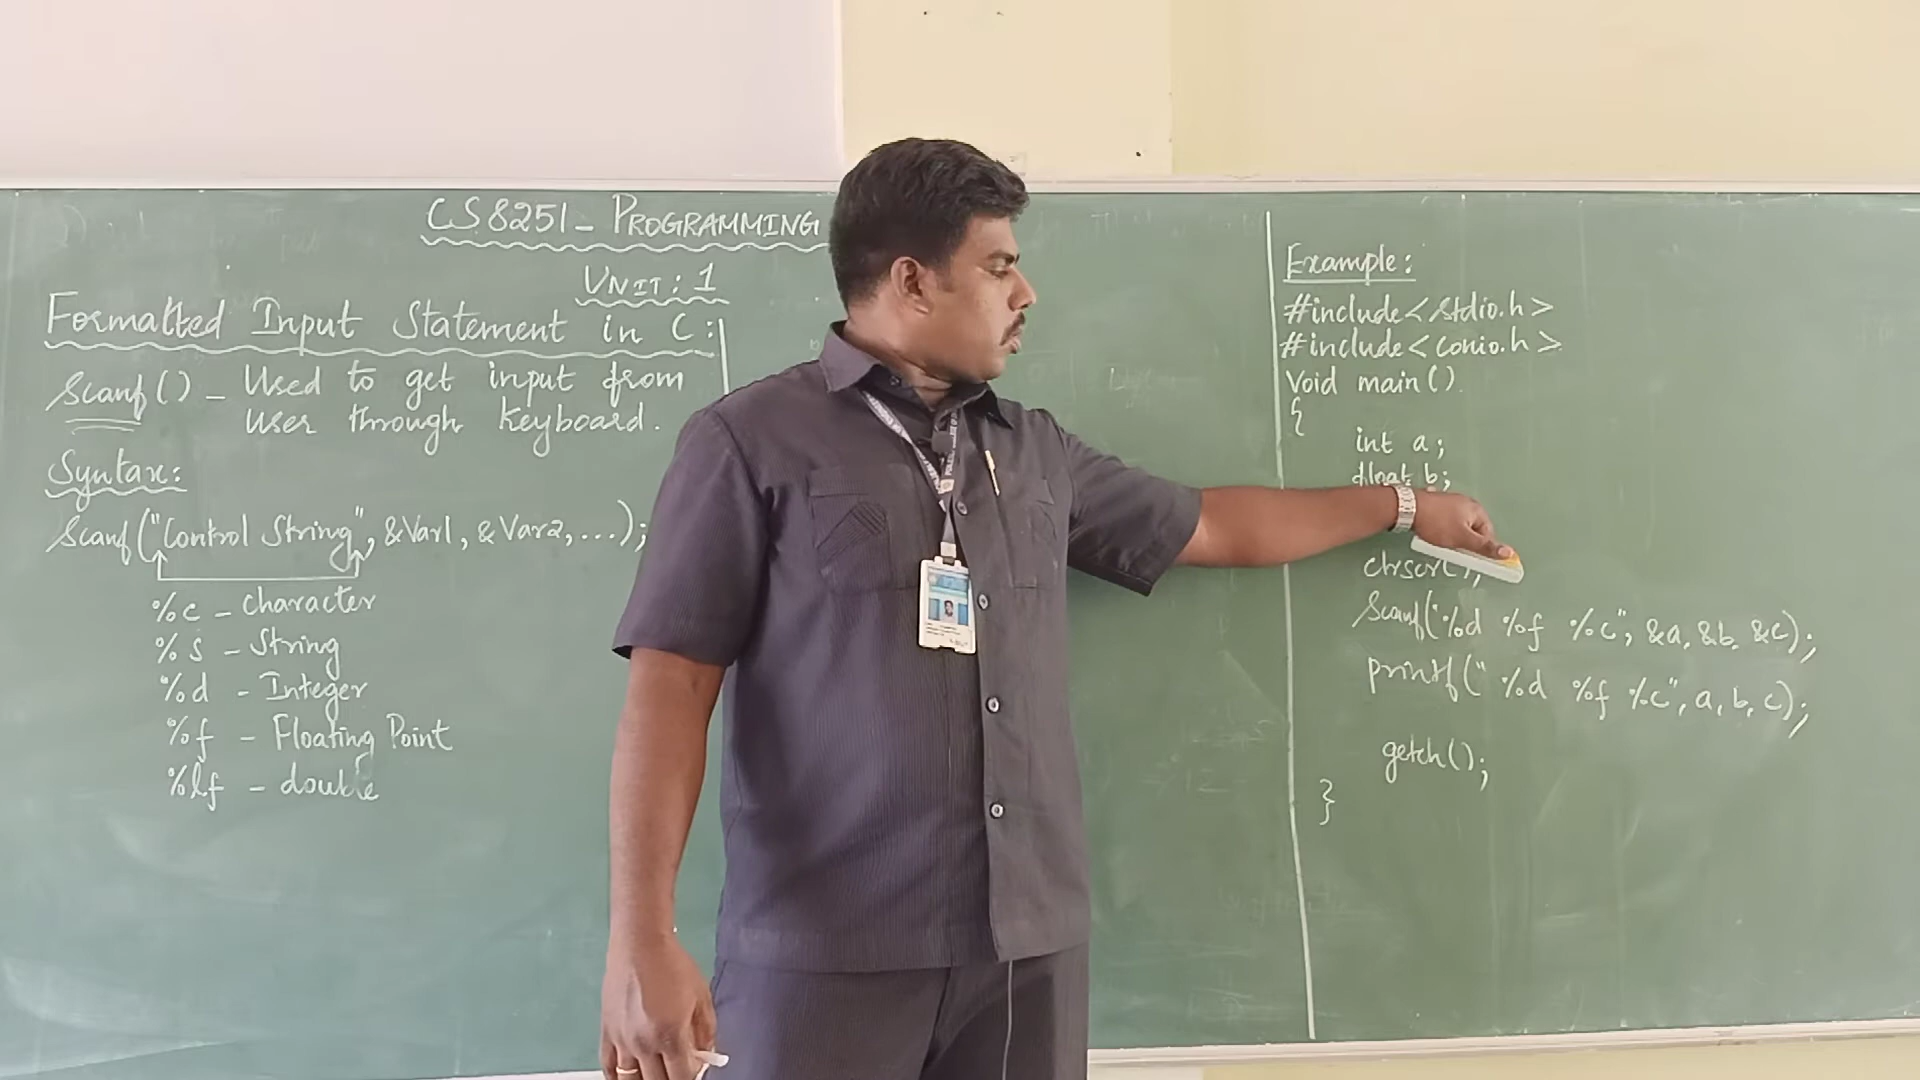 CS8251 - PROGRAMMING
UNIT : 1
Formatted Input Statement in C :
Scanf() - Used to get input from
User through Keyboard.
Syntax:
Scanf("Control String", &Var1, &Var2, ...);
%c - Character
%s - String
%d - Integer
%f - Floating Point
%lf - double
Example :
#include<stdio.h>
#include<conio.h>
Void main()
{
int a;
float b;
clrscr();
Scanf("%d %f %c", &a, &b, &c);
printf(" %d %f %c", a, b, c);
getch();
}